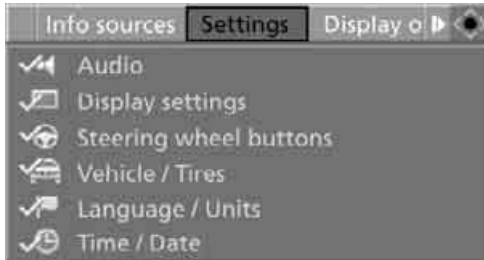 Info sources Settings Display o
Audio
Display settings
Steering wheel buttons
Vehicle / Tires
Language / Units
Time / Date